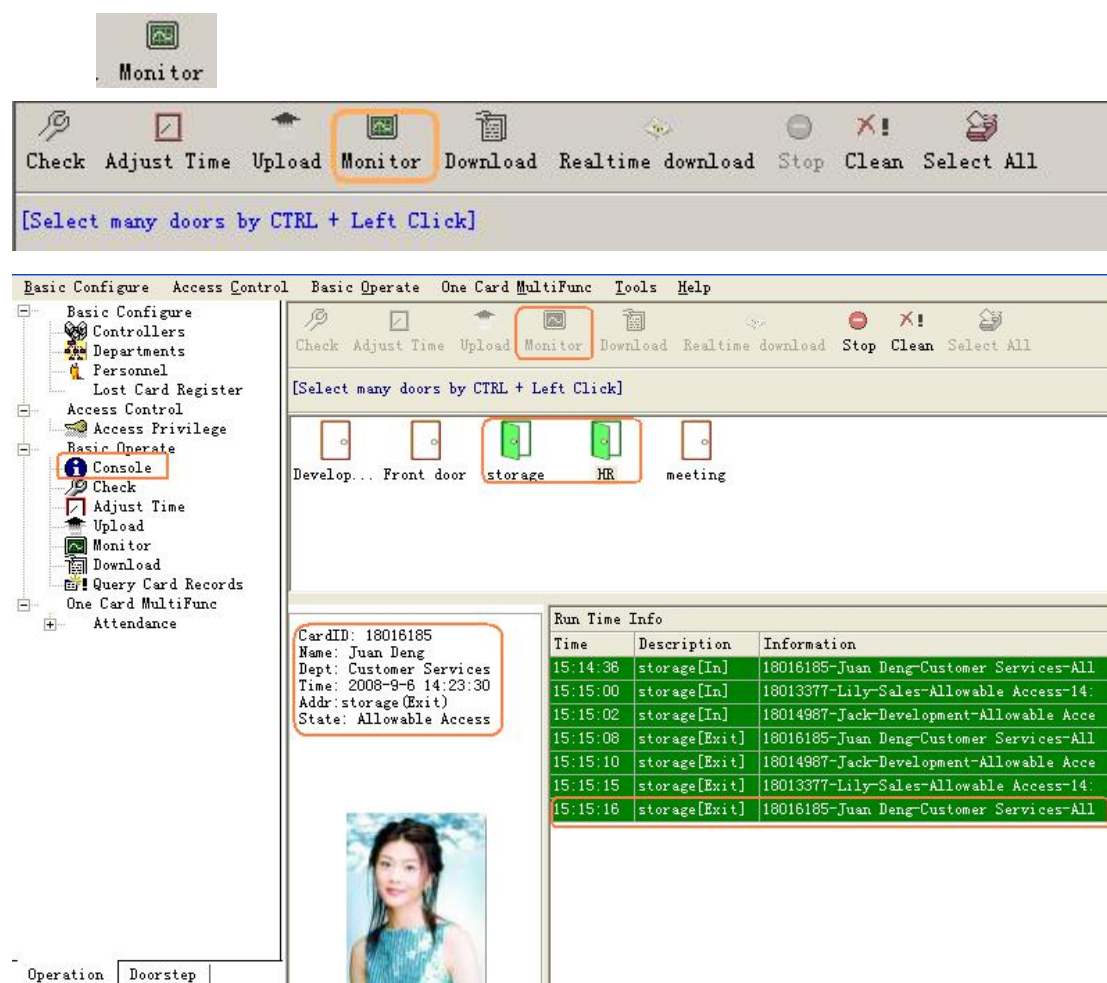 . Monitor
Check Adjust Time Upload Monitor Download Realtime download Stop Clean Select All
[Select many doors by CTRL + Left Click]
Basic Configure Access Control Basic Operate One Card MultiFunc Tools Help
Basic Configure
Controllers
Departments
Personnel
Lost Card Register
Access Control
Access Privilege
Basic Operate
Console
Check
Adjust Time
Upload
Monitor
Download
Query Card Records
One Card MultiFunc
Attendance
Operation Doorstep
Check Adjust Time Upload Monitor Download Realtime download Stop Clean Select All
[Select many doors by CTRL + Left Click]
Develop... Front door storage HR meeting
CardID: 18016185
Name: Juan Deng
Dept: Customer Services
Time: 2008-9-6 14:23:30
Addr:storage(Exit)
State: Allowable Access
Run Time Info
Time Description Information
15:14:36 storage[In] 18016185-Juan Deng-Customer Services-All
15:15:00 storage[In] 18013377-Lily-Sales-Allowable Access-14:
15:15:02 storage[In] 18014987-Jack-Development-Allowable Acce
15:15:08 storage[Exit] 18016185-Juan Deng-Customer Services-All
15:15:10 storage[Exit] 18014987-Jack-Development-Allowable Acce
15:15:15 storage[Exit] 18013377-Lily-Sales-Allowable Access-14:
15:15:16 storage[Exit] 18016185-Juan Deng-Customer Services-All